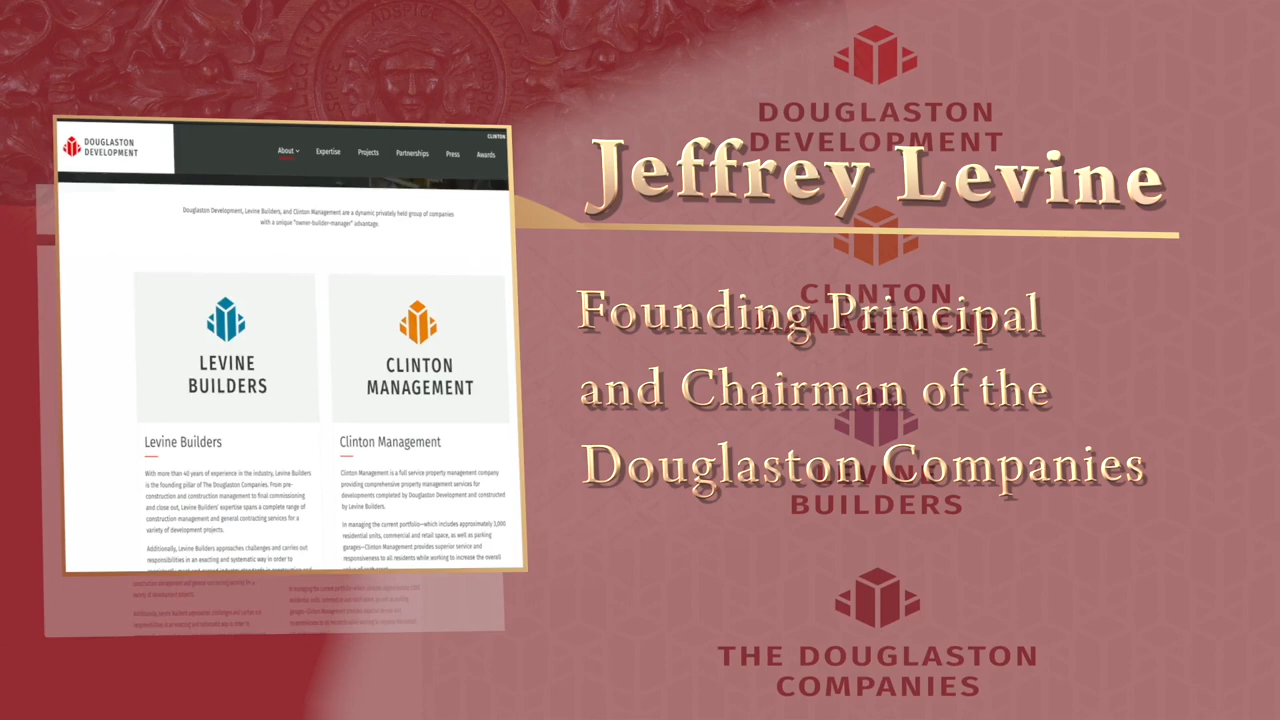 ADSPICE
DOUGLASTON
DEVELOPMENT
CLINTON
About
Expertise
Projects
Partnerships
Press
Awards
Douglaston Development, Levine Builders, and Clinton Management are a dynamic privately held group of companies
with a unique "owner-builder-manager" advantage.
LEVINE
BUILDERS
CLINTON
MANAGEMENT
Levine Builders
With more than 40 years of experience in the industry, Levine Builders
is the founding pillar of The Douglaston Companies. From pre-
construction and construction management to final commissioning
and close out, Levine Builders' expertise spans a complete range of
construction management and general contracting services for a
variety of development projects.
Additionally, Levine Builders approaches challenges and carries out
responsibilities in an exacting and systematic way in order to
Clinton Management
Clinton Management is a full service property management company
providing comprehensive property management services for
developments completed by Douglaston Development and constructed
by Levine Builders.
In managing the current portfolio—which includes approximately 3,000
residential units, commercial and retail space, as well as parking
garages—Clinton Management provides superior service and
responsiveness to all residents while working to increase the overall
DOUGLASTON
DEVELOPMENT
Jeffrey Levine
CLINTON
MANAGEMENT
Founding Principal
and Chairman of the
Douglaston Companies
LEVINE
BUILDERS
THE DOUGLASTON
COMPANIES